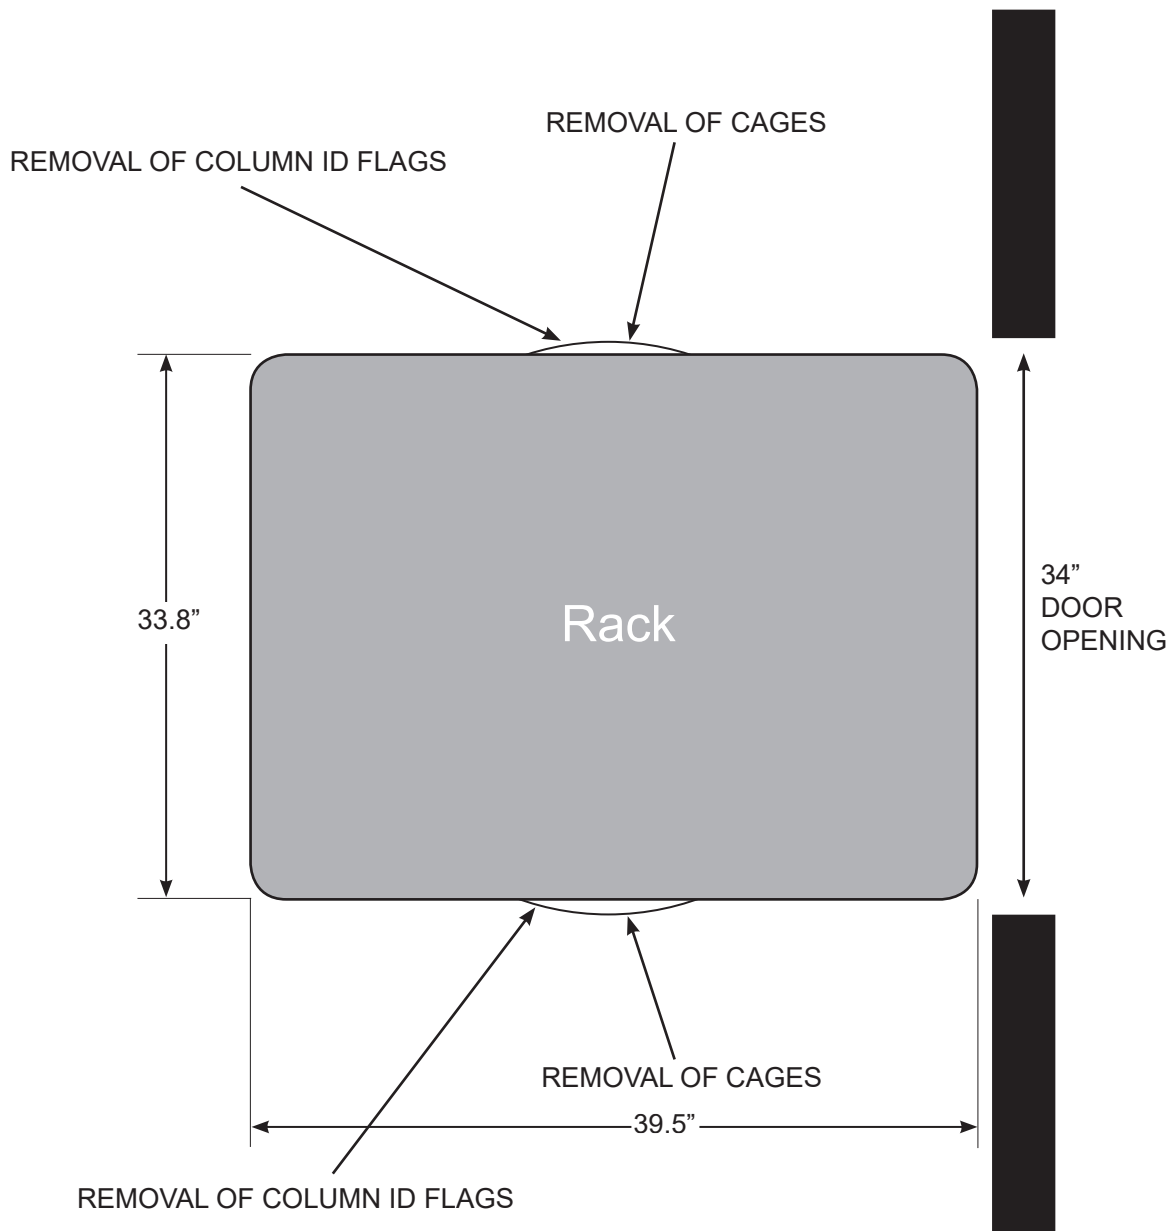 REMOVAL OF CAGES
REMOVAL OF COLUMN ID FLAGS
33.8”
Rack
34”
DOOR
OPENING
REMOVAL OF CAGES
39.5”
REMOVAL OF COLUMN ID FLAGS